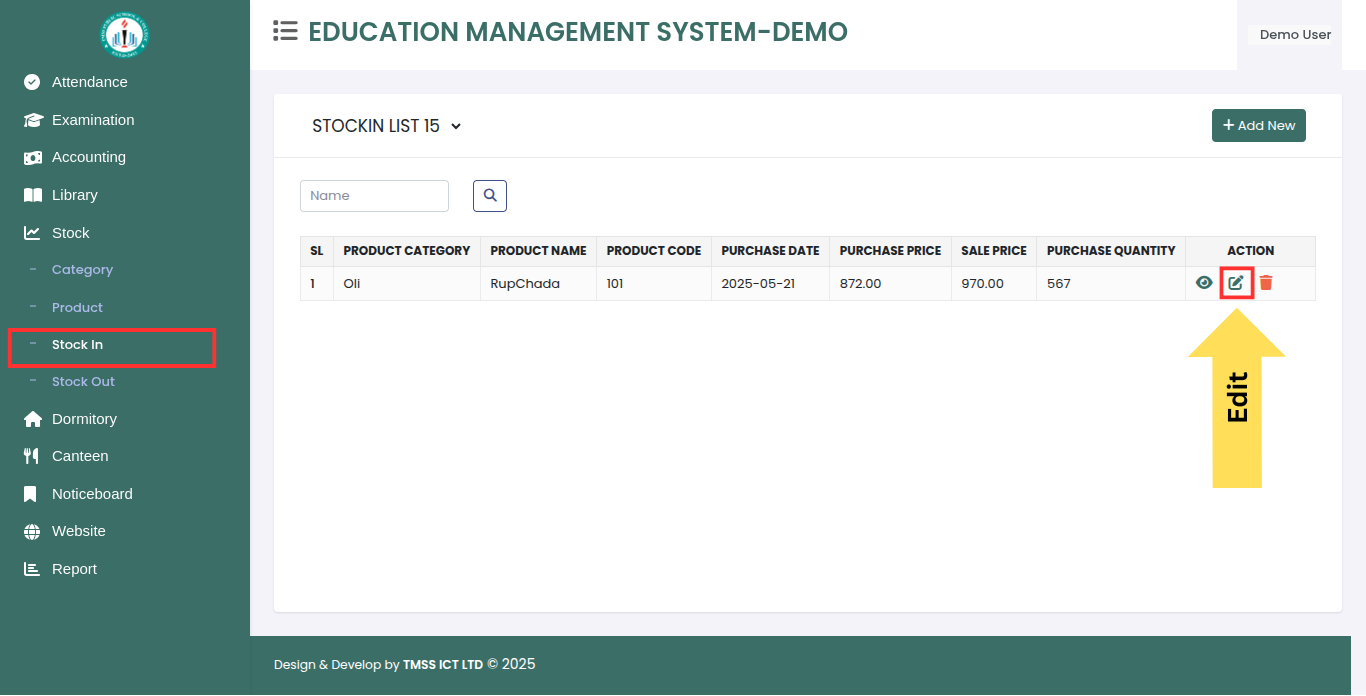 EDUCATION MANAGEMENT SYSTEM-DEMO
Demo User
Attendance
Examination
Accounting
Library
Stock
- Category
- Product
- Stock In
- Stock Out
Dormitory
Canteen
Noticeboard
Website
Report
STOCKIN LIST 15
+ Add New
Name
SL PRODUCT CATEGORY PRODUCT NAME PRODUCT CODE PURCHASE DATE PURCHASE PRICE SALE PRICE PURCHASE QUANTITY ACTION
1 Oli RupChada 101 2025-05-21 872.00 970.00 567
Edit
Design & Develop by TMSS ICT LTD © 2025